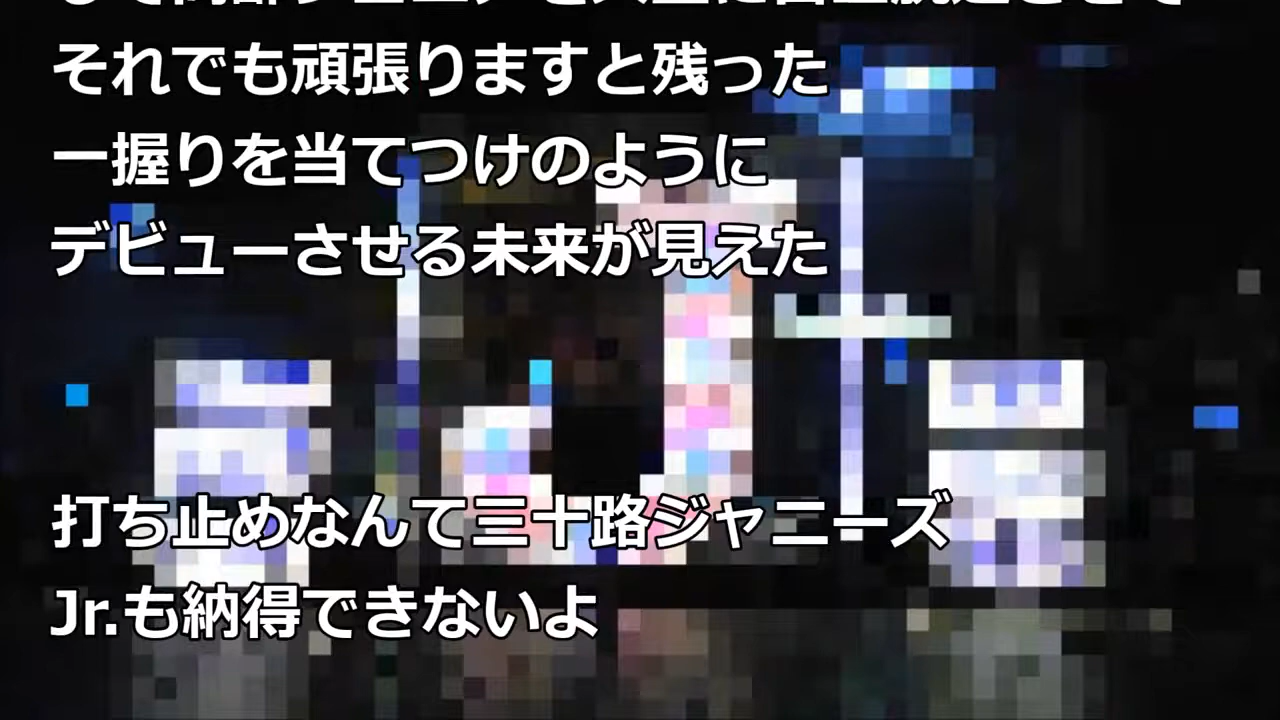 それでも頑張りますと残った
一握りを当てつけのように
デビューさせる未来が見えた
打ち止めなんて三十路ジャニーズ
Jr.も納得できないよ